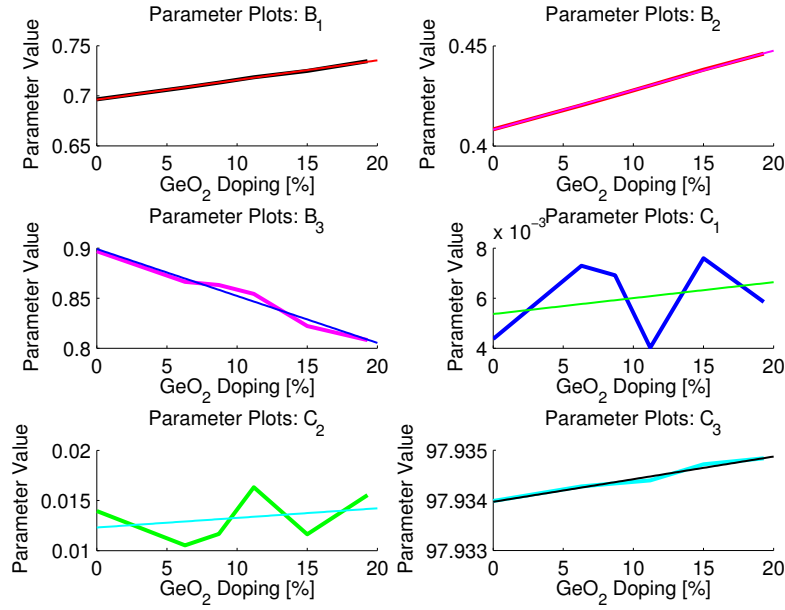 Parameter Plots: B1
Parameter Value
0.75
0.7
0.65
0 5 10 15 20
GeO2 Doping [%]
Parameter Plots: B2
Parameter Value
0.45
0.4
0 5 10 15 20
GeO2 Doping [%]
Parameter Plots: B3
Parameter Value
0.9
0.85
0.8
0 5 10 15 20
GeO2 Doping [%]
Parameter Plots: C1
x 10−3
Parameter Value
8
6
4
0 5 10 15 20
GeO2 Doping [%]
Parameter Plots: C2
Parameter Value
0.02
0.015
0.01
0 5 10 15 20
GeO2 Doping [%]
Parameter Plots: C3
Parameter Value
97.935
97.934
97.933
0 5 10 15 20
GeO2 Doping [%]